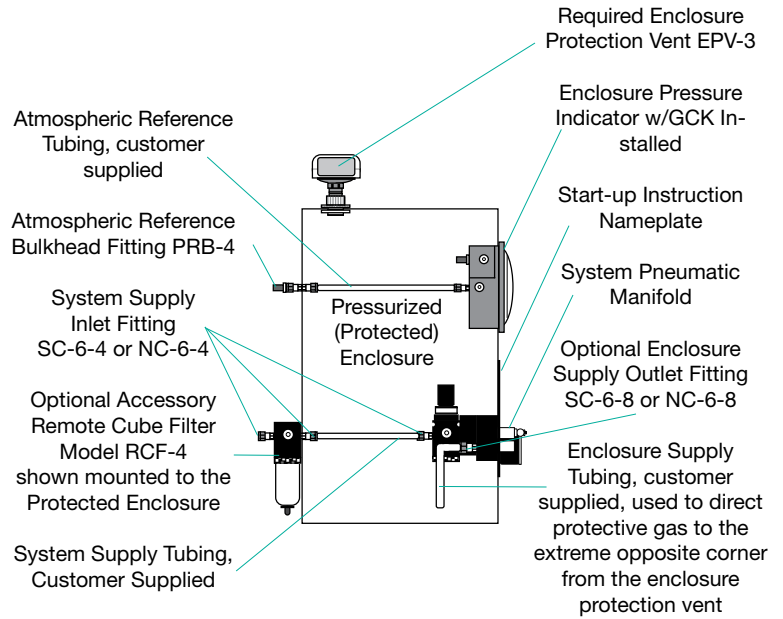 Required Enclosure
Protection Vent EPV-3
Enclosure Pressure
Indicator w/GCK In-
stalled
Atmospheric Reference
Tubing, customer
supplied
Start-up Instruction
Nameplate
Atmospheric Reference
Bulkhead Fitting PRB-4
System Pneumatic
Manifold
System Supply
Inlet Fitting
SC-6-4 or NC-6-4
Pressurized
(Protected)
Enclosure
Optional Enclosure
Supply Outlet Fitting
SC-6-8 or NC-6-8
Optional Accessory
Remote Cube Filter
Model RCF-4
shown mounted to the
Protected Enclosure
Enclosure Supply
Tubing, customer
supplied, used to direct
protective gas to the
extreme opposite corner
from the enclosure
protection vent
System Supply Tubing,
Customer Supplied